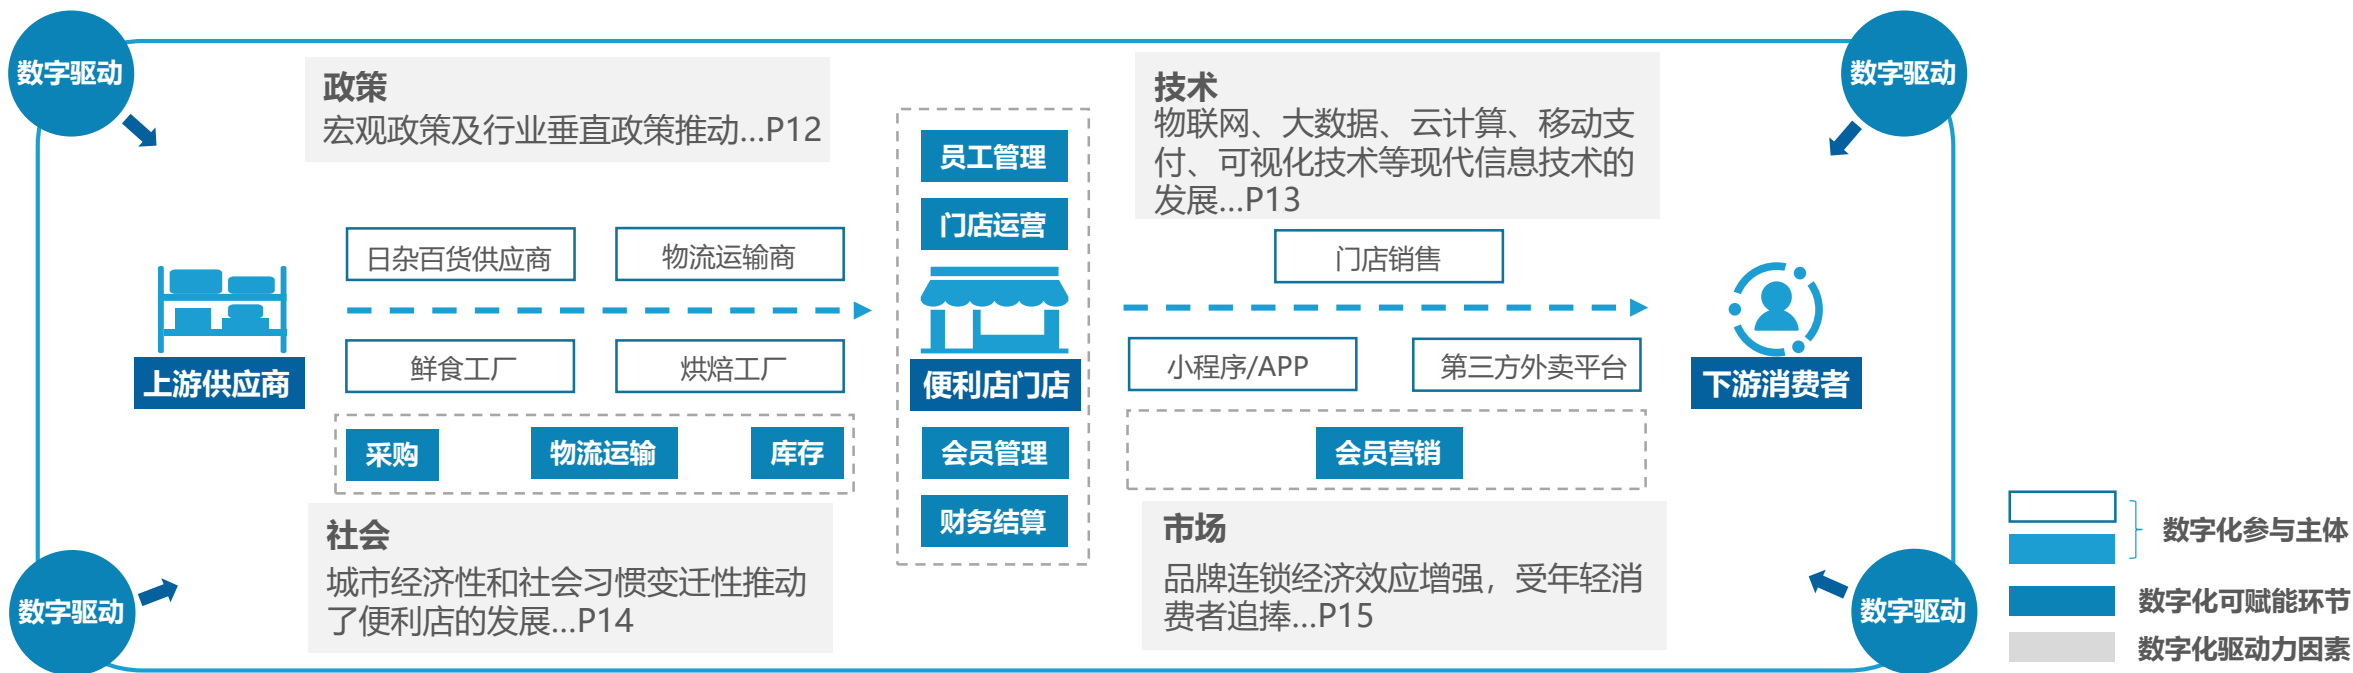 数字驱动
数字驱动
政策
宏观政策及行业垂直政策推动...P12
技术
物联网、大数据、云计算、移动支
付、可视化技术等现代信息技术的
发展...P13
员工管理
门店运营
日杂百货供应商
物流运输商
门店销售
鲜食工厂
烘焙工厂
小程序/APP
第三方外卖平台
上游供应商
便利店门店
下游消费者
采购
物流运输
库存
会员管理
会员营销
财务结算
社会
城市经济性和社会习惯变迁性推动
了便利店的发展...P14
市场
品牌连锁经济效应增强，受年轻消
费者追捧...P15
数字驱动
数字驱动
数字化参与主体
数字化可赋能环节
数字化驱动力因素